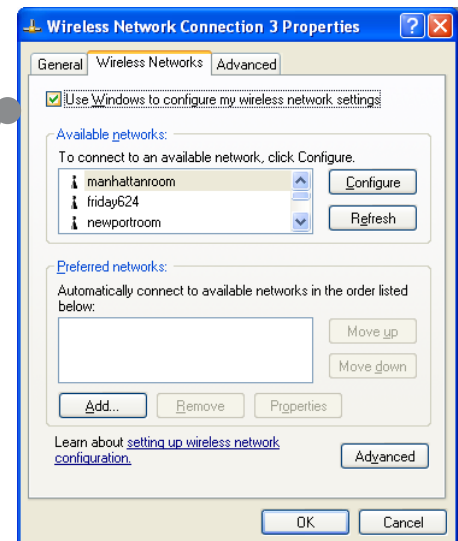 Wireless Network Connection 3 Properties
General Wireless Networks Advanced
Use Windows to configure my wireless network settings
Available networks:
To connect to an available network, click Configure.
manhattanroom
Configure
friday624
newportroom
Refresh
Preferred networks:
Automatically connect to available networks in the order listed
below:
Move up
Move down
Add... Remove Properties
Learn about setting up wireless network
configuration.
Advanced
OK Cancel